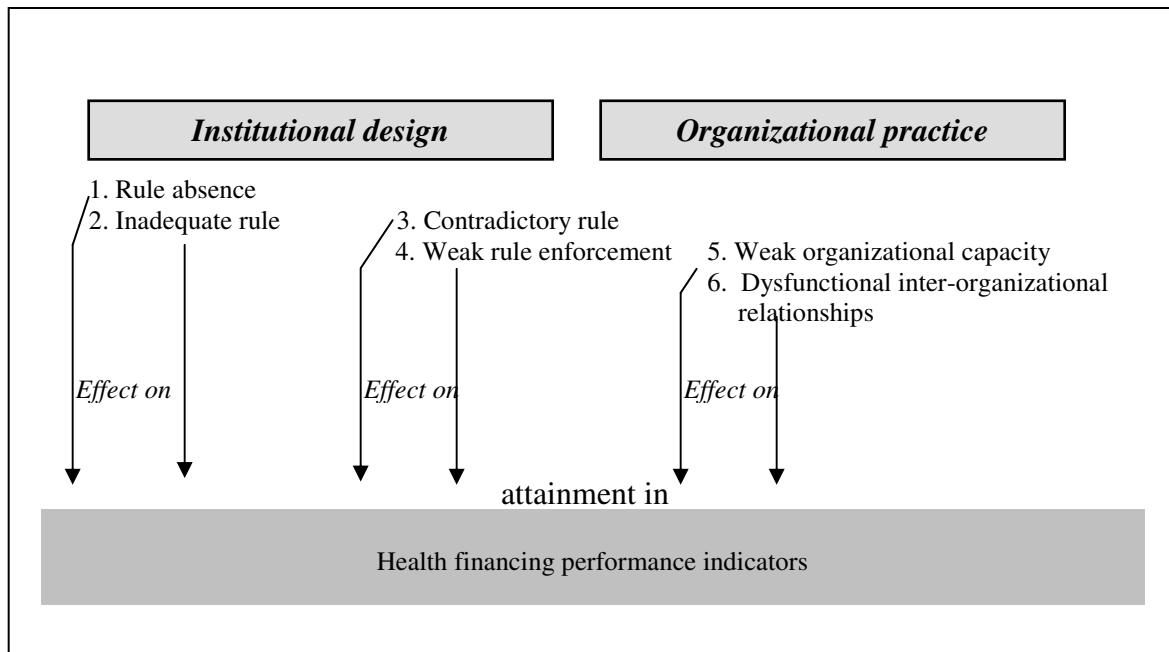 Institutional design
Organizational practice
1. Rule absence
2. Inadequate rule
3. Contradictory rule
4. Weak rule enforcement
5. Weak organizational capacity
6. Dysfunctional inter-organizational
relationships
Effect on
Effect on
Effect on
attainment in
Health financing performance indicators